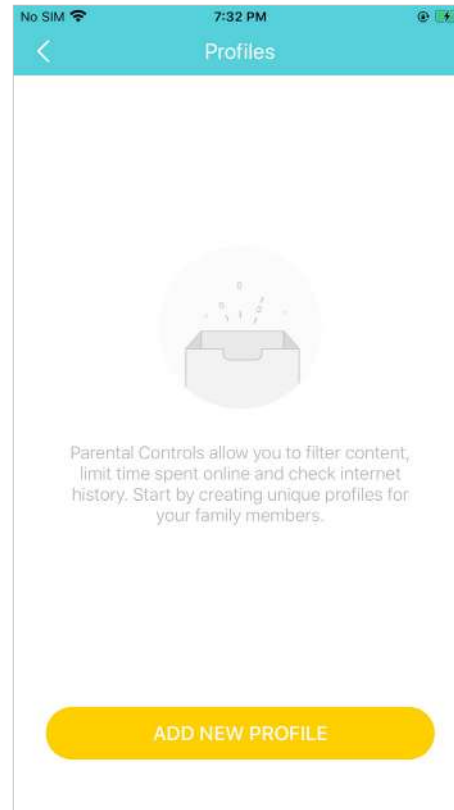 No SIM 7:32 PM
Profiles
Parental Controls allow you to filter content,
limit time spent online and check internet
history. Start by creating unique profiles for
your family members.
ADD NEW PROFILE